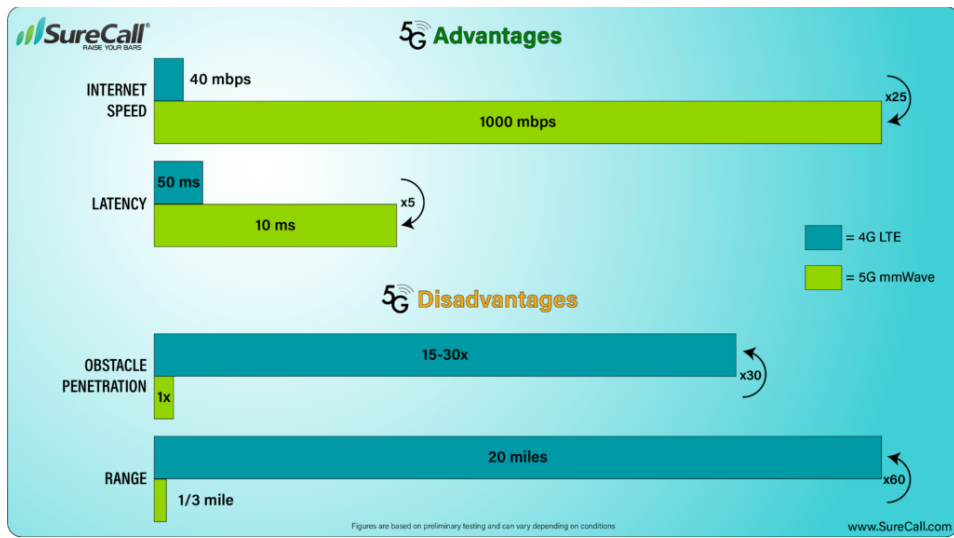 SureCall®
RAISE YOUR BARS
5G Advantages
INTERNET
SPEED
40 mbps
1000 mbps
x25
LATENCY
50 ms
10 ms
x5
= 4G LTE
= 5G mmWave
5G Disadvantages
OBSTACLE
PENETRATION
15-30x
1x
x30
RANGE
20 miles
1/3 mile
x60
Figures are based on preliminary testing and can vary depending on conditions
www.SureCall.com